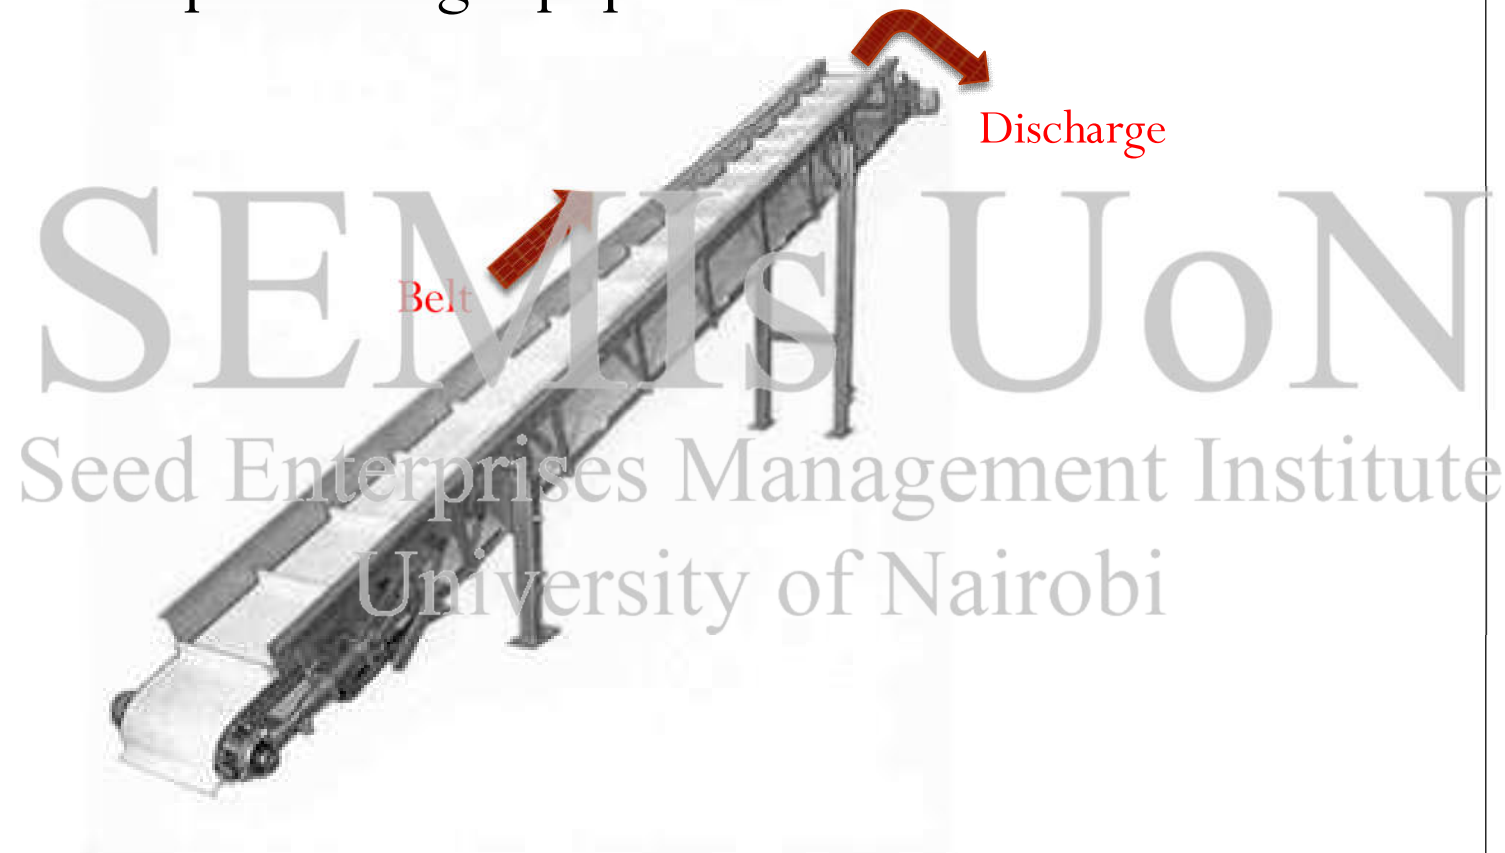 Discharge
Belt
SEMIs UoN
Seed Enterprises Management Institute
University of Nairobi